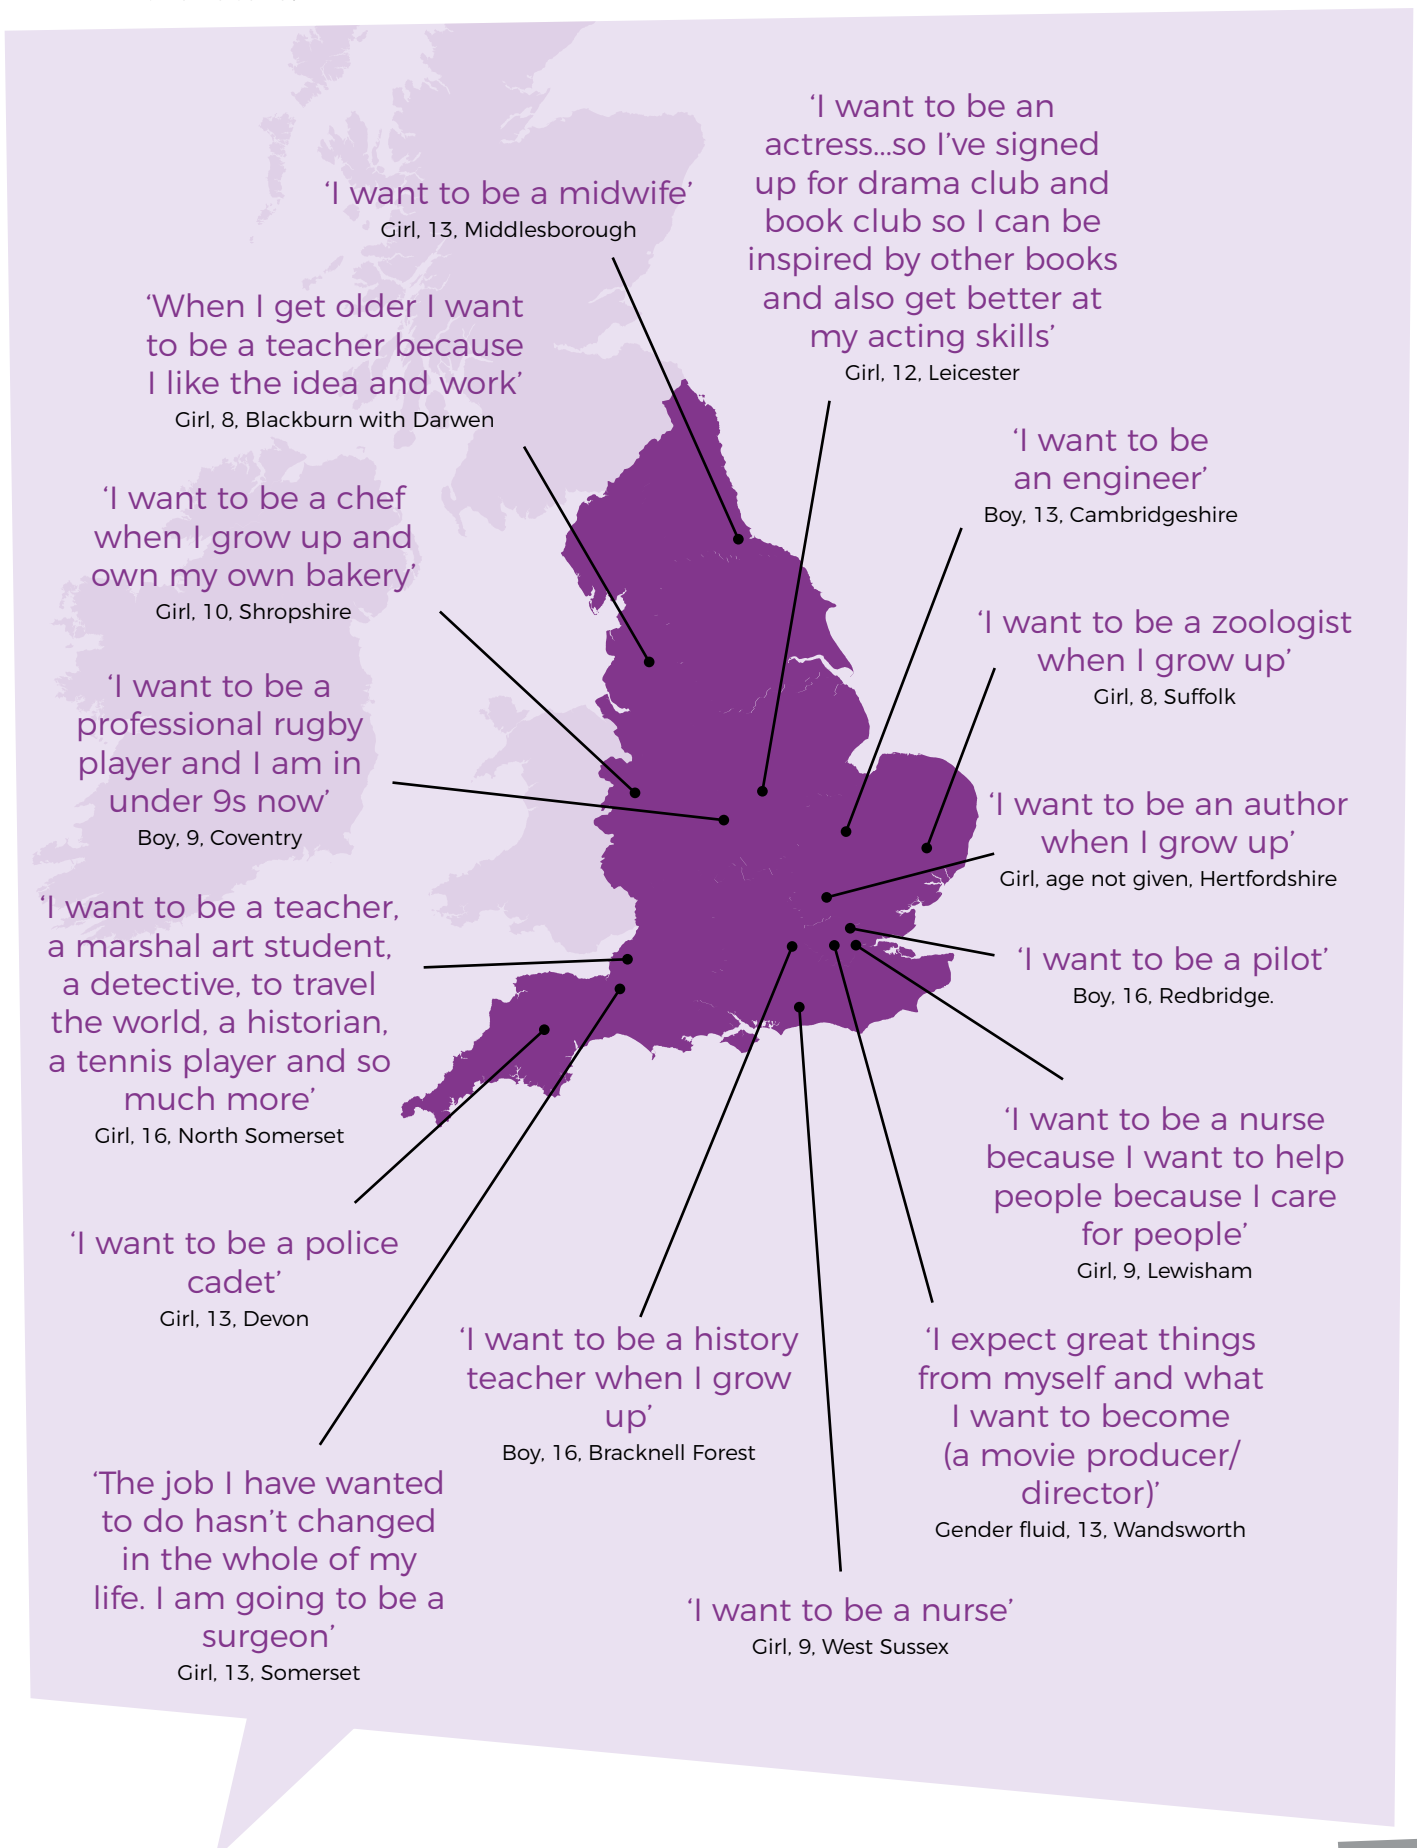 ‘I want to be a midwife’
Girl, 13, Middlesborough
‘I want to be an
actress...so I’ve signed
up for drama club and
book club so I can be
inspired by other books
and also get better at
my acting skills’
Girl, 12, Leicester
‘When I get older I want
to be a teacher because
I like the idea and work’
Girl, 8, Blackburn with Darwen
‘I want to be
an engineer’
Boy, 13, Cambridgeshire
‘I want to be a chef
when I grow up and
own my own bakery’
Girl, 10, Shropshire
‘I want to be a zoologist
when I grow up’
Girl, 8, Suffolk
‘I want to be a
professional rugby
player and I am in
under 9s now’
Boy, 9, Coventry
‘I want to be an author
when I grow up’
Girl, age not given, Hertfordshire
‘I want to be a teacher,
a marshal art student,
a detective, to travel
the world, a historian,
a tennis player and so
much more’
Girl, 16, North Somerset
‘I want to be a pilot’
Boy, 16, Redbridge.
‘I want to be a nurse
because I want to help
people because I care
for people’
Girl, 9, Lewisham
‘I want to be a police
cadet’
Girl, 13, Devon
‘I want to be a history
teacher when I grow
up’
Boy, 16, Bracknell Forest
‘I expect great things
from myself and what
I want to become
(a movie producer/
director)’
Gender fluid, 13, Wandsworth
‘The job I have wanted
to do hasn’t changed
in the whole of my
life. I am going to be a
surgeon’
Girl, 13, Somerset
‘I want to be a nurse’
Girl, 9, West Sussex